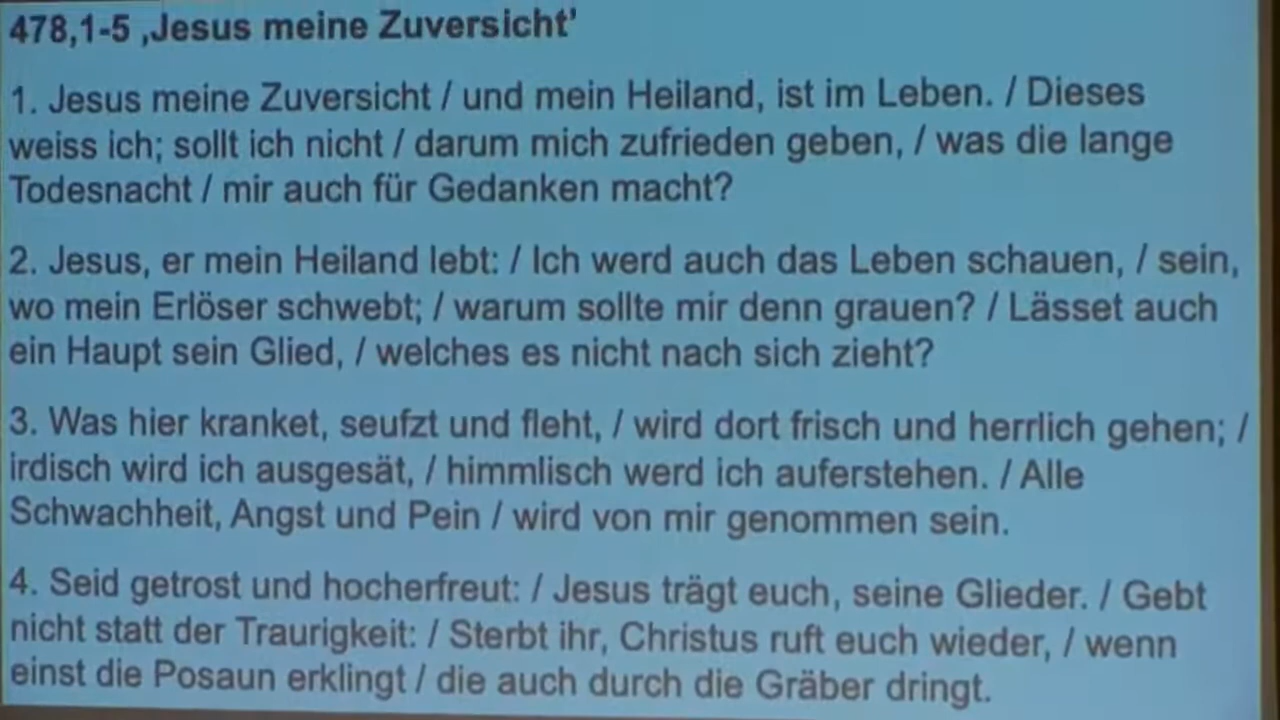 478,1-5 ‚Jesus meine Zuversicht’
1. Jesus meine Zuversicht / und mein Heiland, ist im Leben. / Dieses
weiss ich; sollt ich nicht / darum mich zufrieden geben, / was die lange
Todesnacht / mir auch für Gedanken macht?
2. Jesus, er mein Heiland lebt: / Ich werd auch das Leben schauen, / sein,
wo mein Erlöser schwebt; / warum sollte mir denn grauen? / Lässet auch
ein Haupt sein Glied, / welches es nicht nach sich zieht?
3. Was hier kranket, seufzt und fleht, / wird dort frisch und herrlich gehen; /
irdisch wird ich ausgesät, / himmlisch werd ich auferstehen. / Alle
Schwachheit, Angst und Pein / wird von mir genommen sein.
4. Seid getrost und hocherfreut: / Jesus trägt euch, seine Glieder. / Gebt
nicht statt der Traurigkeit: / Sterbt ihr, Christus ruft euch wieder, / wenn
einst die Posaun erklingt / die auch durch die Gräber dringt.